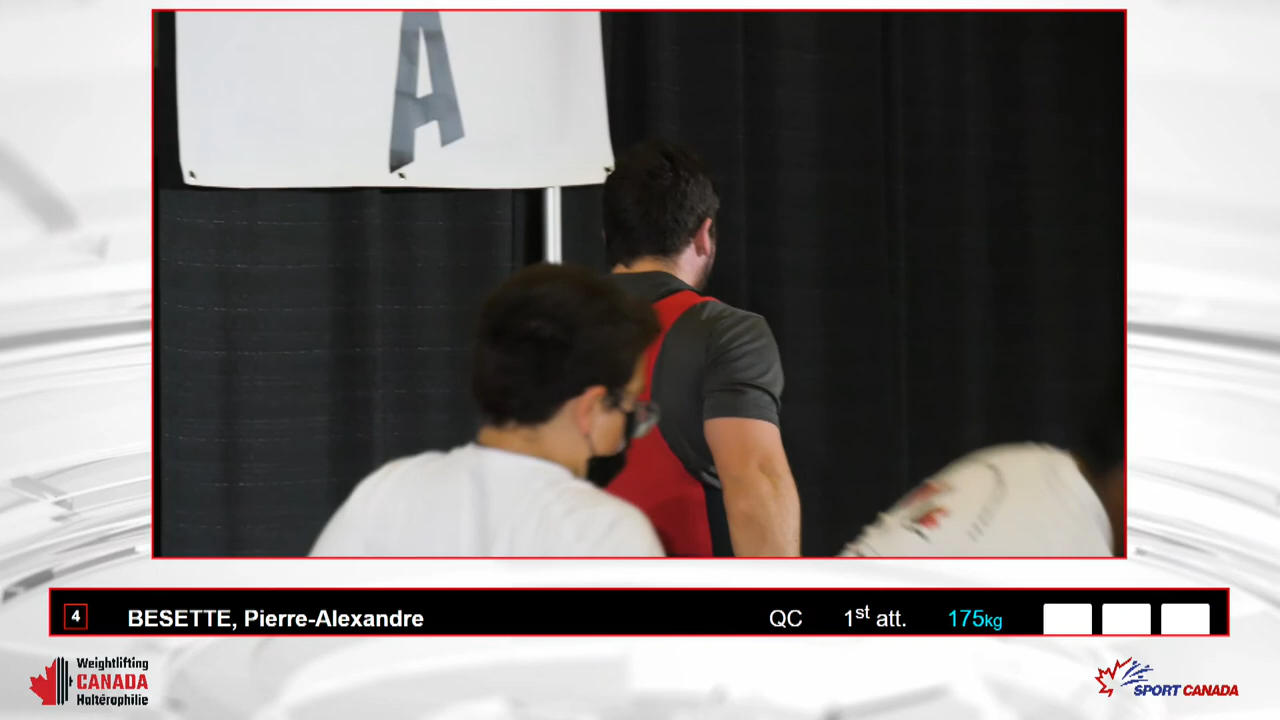 A
4 BESETTE, Pierre-Alexandre QC 1st att. 175kg
Weightlifting
CANADA
Haltérophilie
SPORT CANADA